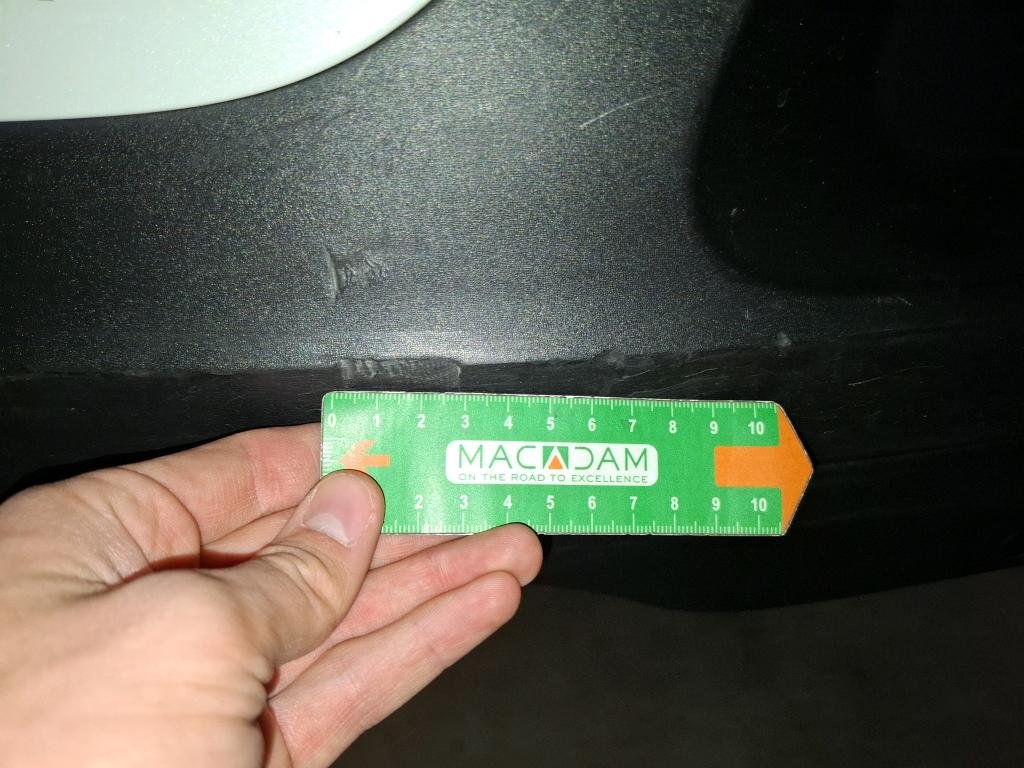 0 1 2 3 4 5 6 7 8 9 10
MACADAM
ON THE ROAD TO EXCELLENCE
2 3 4 5 6 7 8 9 10